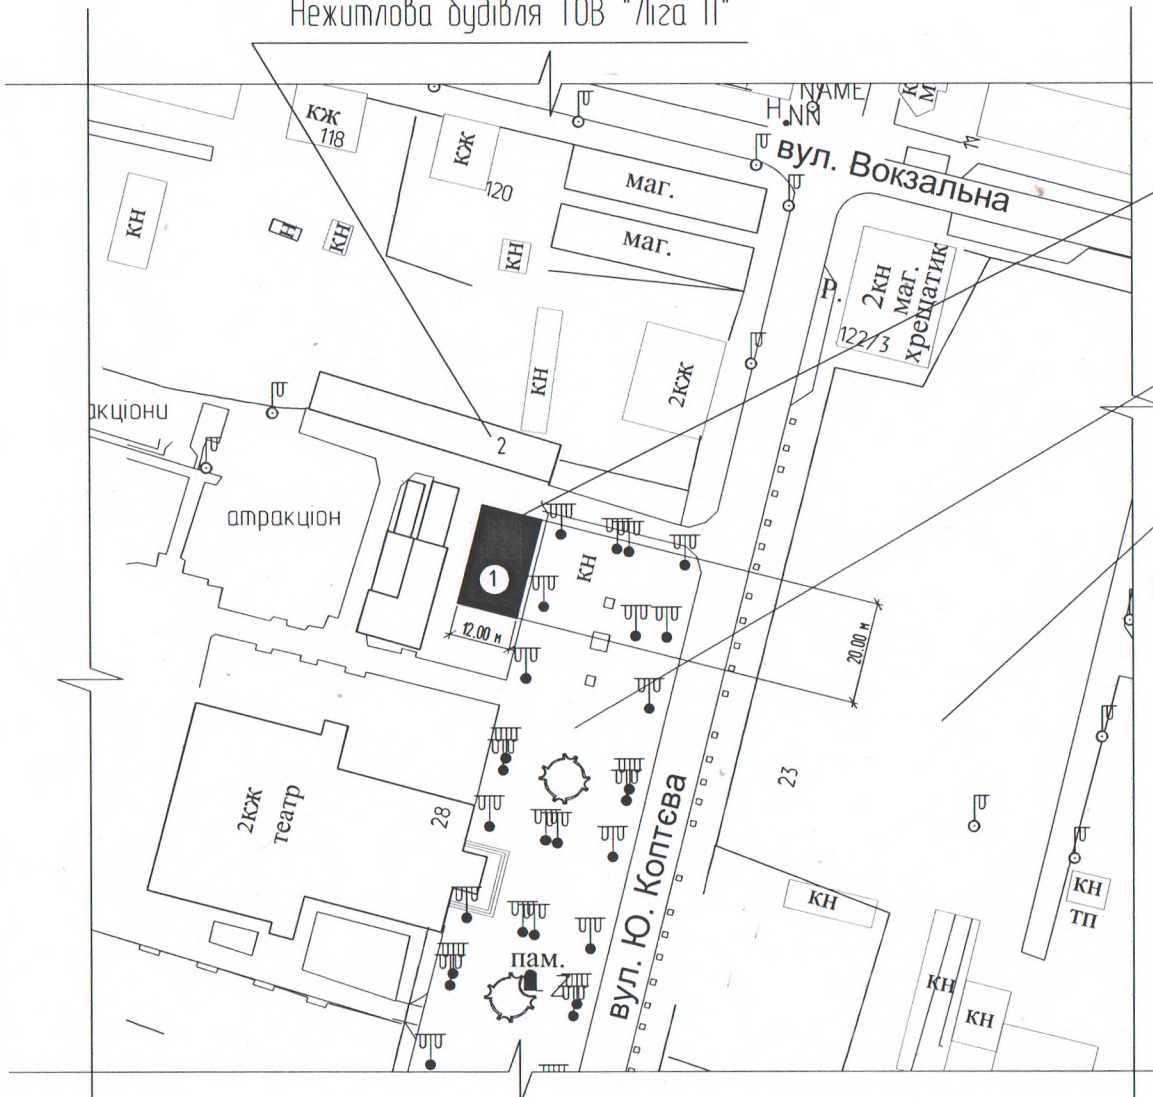 Нежитлова будівля ТОВ "Ліга П"
NAME
Н.NN
КЖ
118
КЖ
120
вул. Вокзальна
маг.
маг.
КН
Н
КН
КН
Р.
2КН
маг.
хрещатик
122/3
КН
2КЖ
акціони
2
атракціон
1
КН
12.00 м
20.00 м
23
2КЖ
театр
28
вул. Ю. Коптєва
КН
КН
ТП
пам.
КН
КН